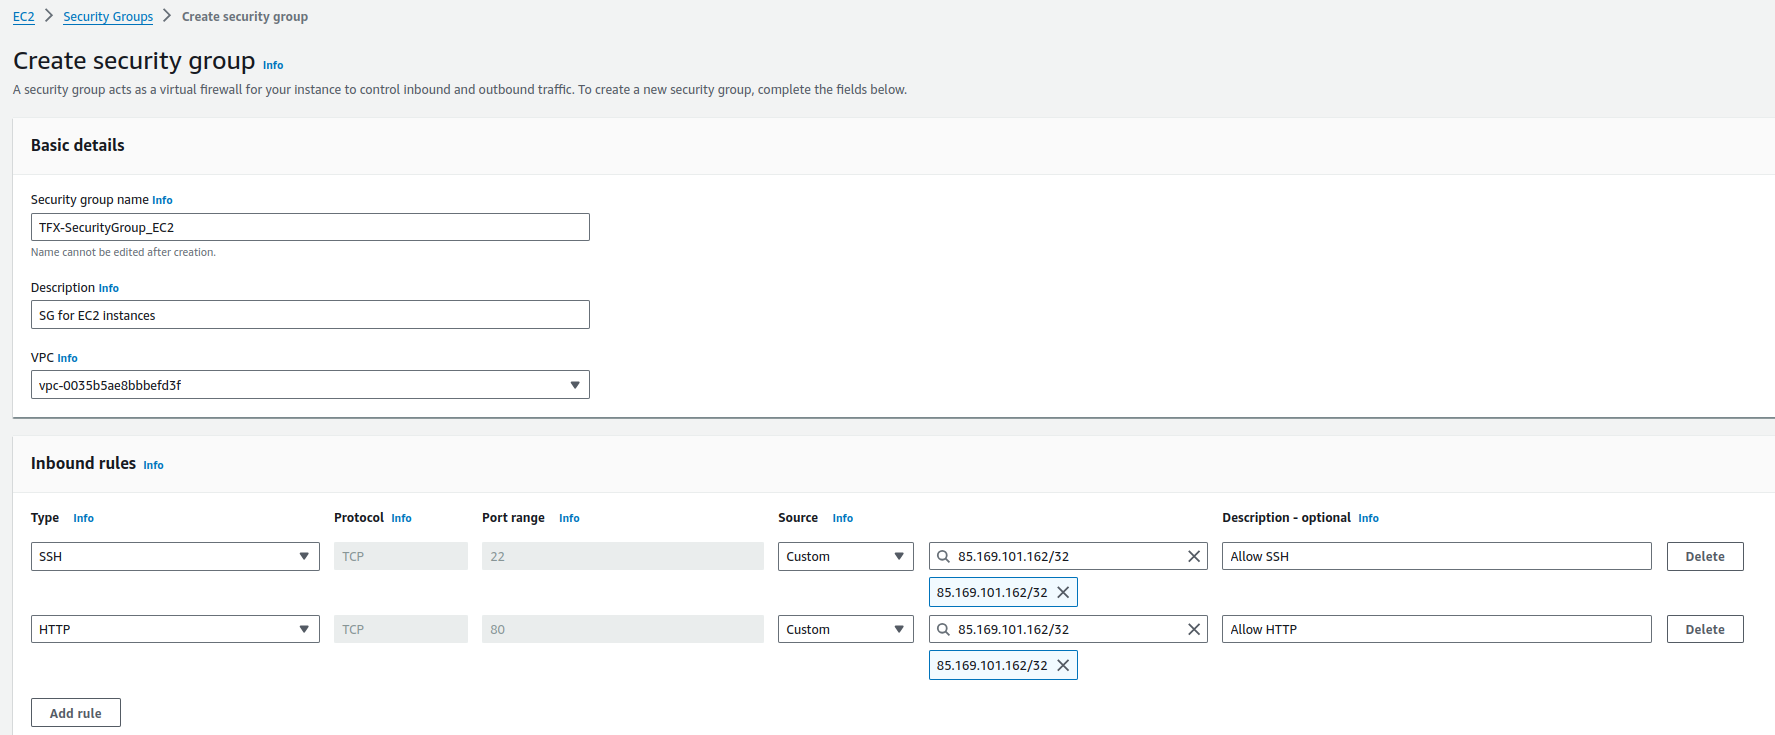 EC2 > Security Groups > Create security group
Create security group Info
A security group acts as a virtual firewall for your instance to control inbound and outbound traffic. To create a new security group, complete the fields below.
Basic details
Security group name Info
TFX-SecurityGroup_EC2
Name cannot be edited after creation.
Description Info
SG for EC2 instances
VPC Info
vpc-0035b5ae8bbbefd3f
Inbound rules Info
Type Info Protocol Info Port range Info Source Info Description - optional Info
SSH TCP 22 Custom 85.169.101.162/32 Allow SSH Delete
85.169.101.162/32
HTTP TCP 80 Custom 85.169.101.162/32 Allow HTTP Delete
85.169.101.162/32
Add rule